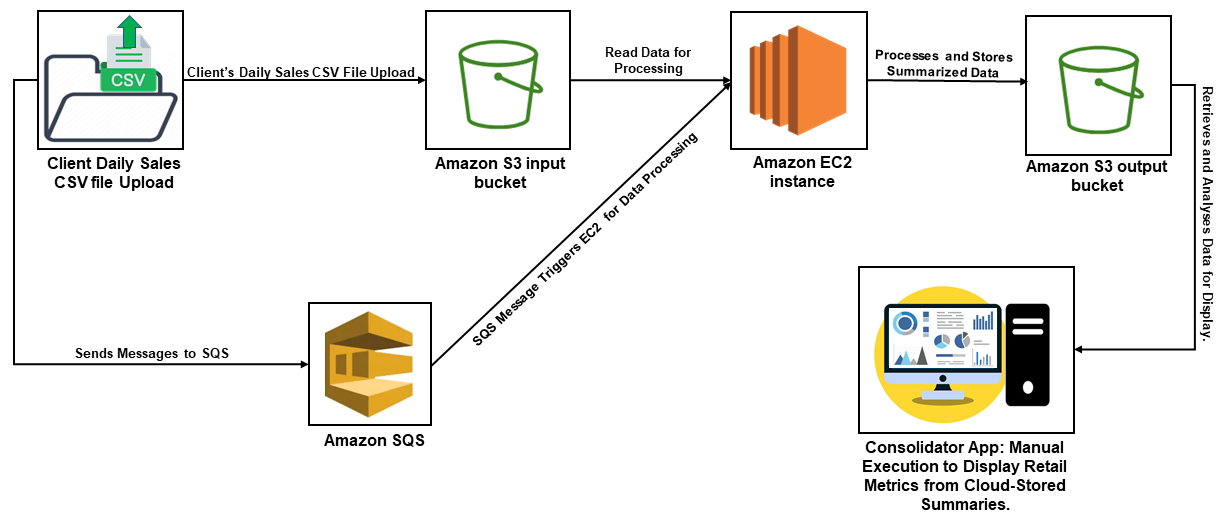 CSV
Client's Daily Sales CSV File Upload
Client Daily Sales
CSV file Upload
Amazon S3 input
bucket
Read Data for
Processing
Amazon EC2
instance
Processes and Stores
Summarized Data
Amazon S3 output
bucket
Retrieves and Analyses Data for Display.
Sends Messages to SQS
Amazon SQS
SQS Message Triggers EC2 for Data Processing
Consolidator App: Manual
Execution to Display Retail
Metrics from Cloud-Stored
Summaries.